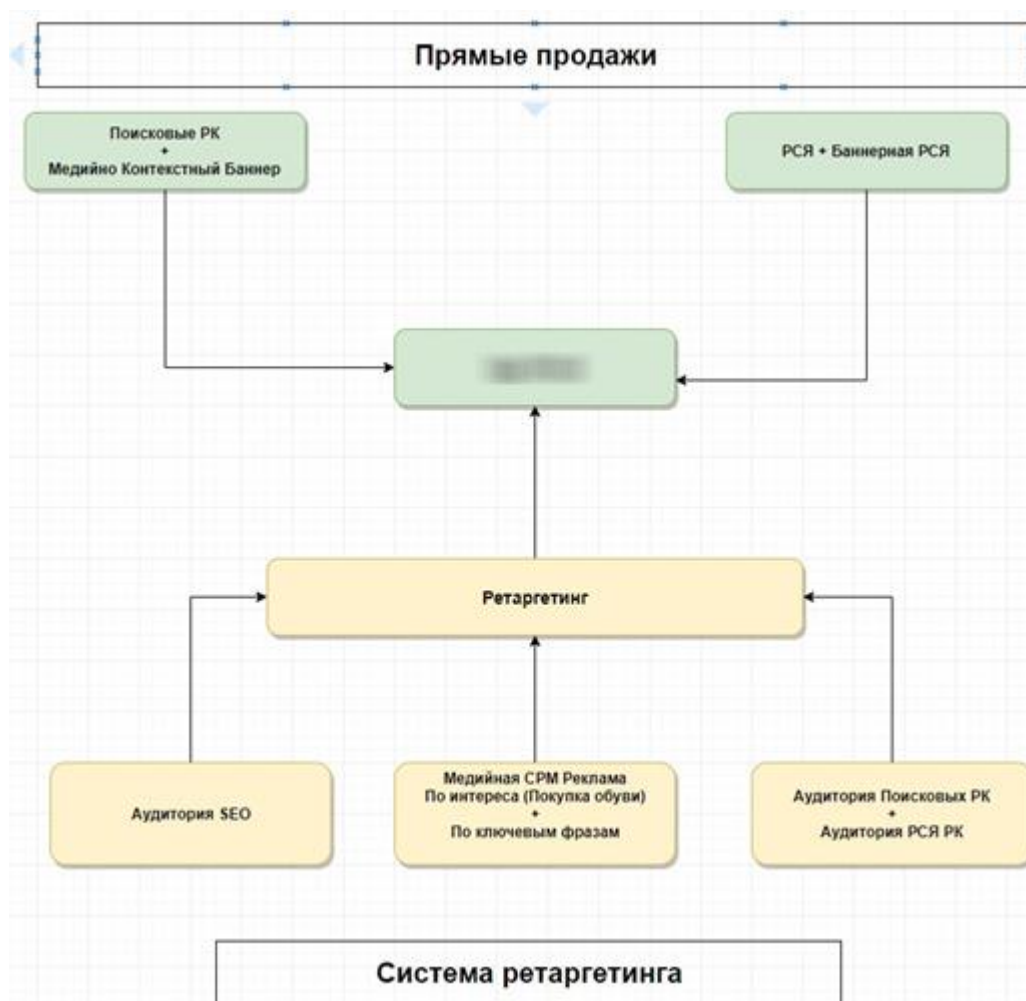 Прямые продажи
Поисковые РК
+
Медийно Контекстный Баннер
РСЯ + Баннерная РСЯ
Ретаргетинг
Аудитория SEO
Медийная CPM Реклама
По интереса (Покупка обуви)
+
По ключевым фразам
Аудитория Поисковых РК
+
Аудитория РСЯ РК
Система ретаргетинга